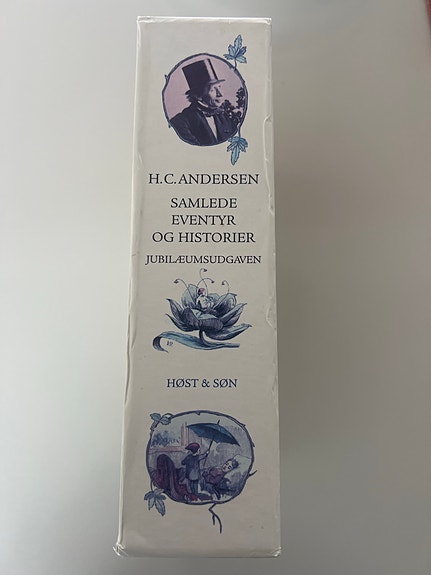 H.C. ANDERSEN
SAMLEDE
EVENTYR
OG HISTORIER
JUBILÆUMSUDGAVEN
HØST & SØN